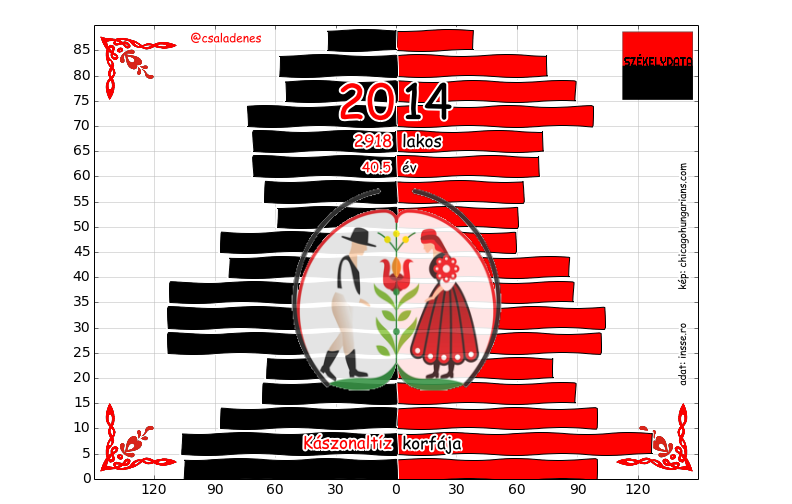 @csaladenes
SZÉKELYDATA
2014
2918 lakos
40.5 év
kép: chicagohungarians.com
adat: insse.ro
Kászonaltíz korfája
85
80
75
70
65
60
55
50
45
40
35
30
25
20
15
10
5
0
120 90 60 30 0 30 60 90 120